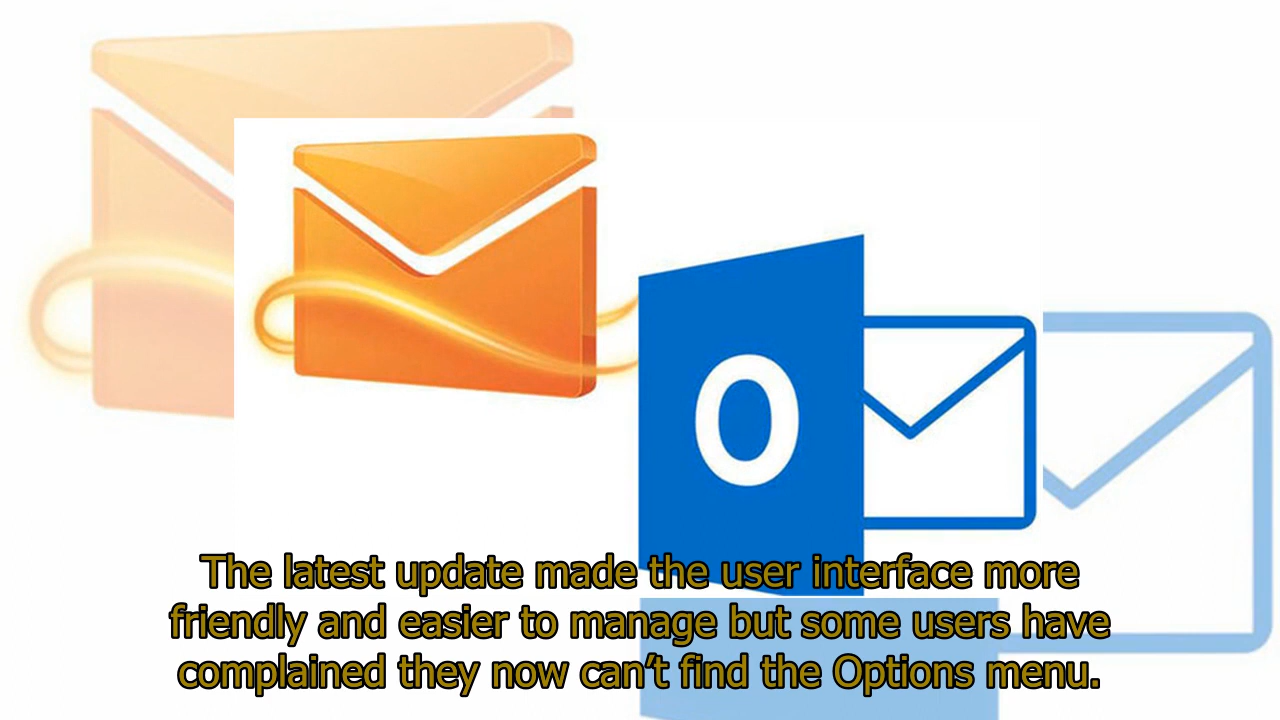 O
The latest update made the user interface more
friendly and easier to manage but some users have
complained they now can’t find the Options menu.